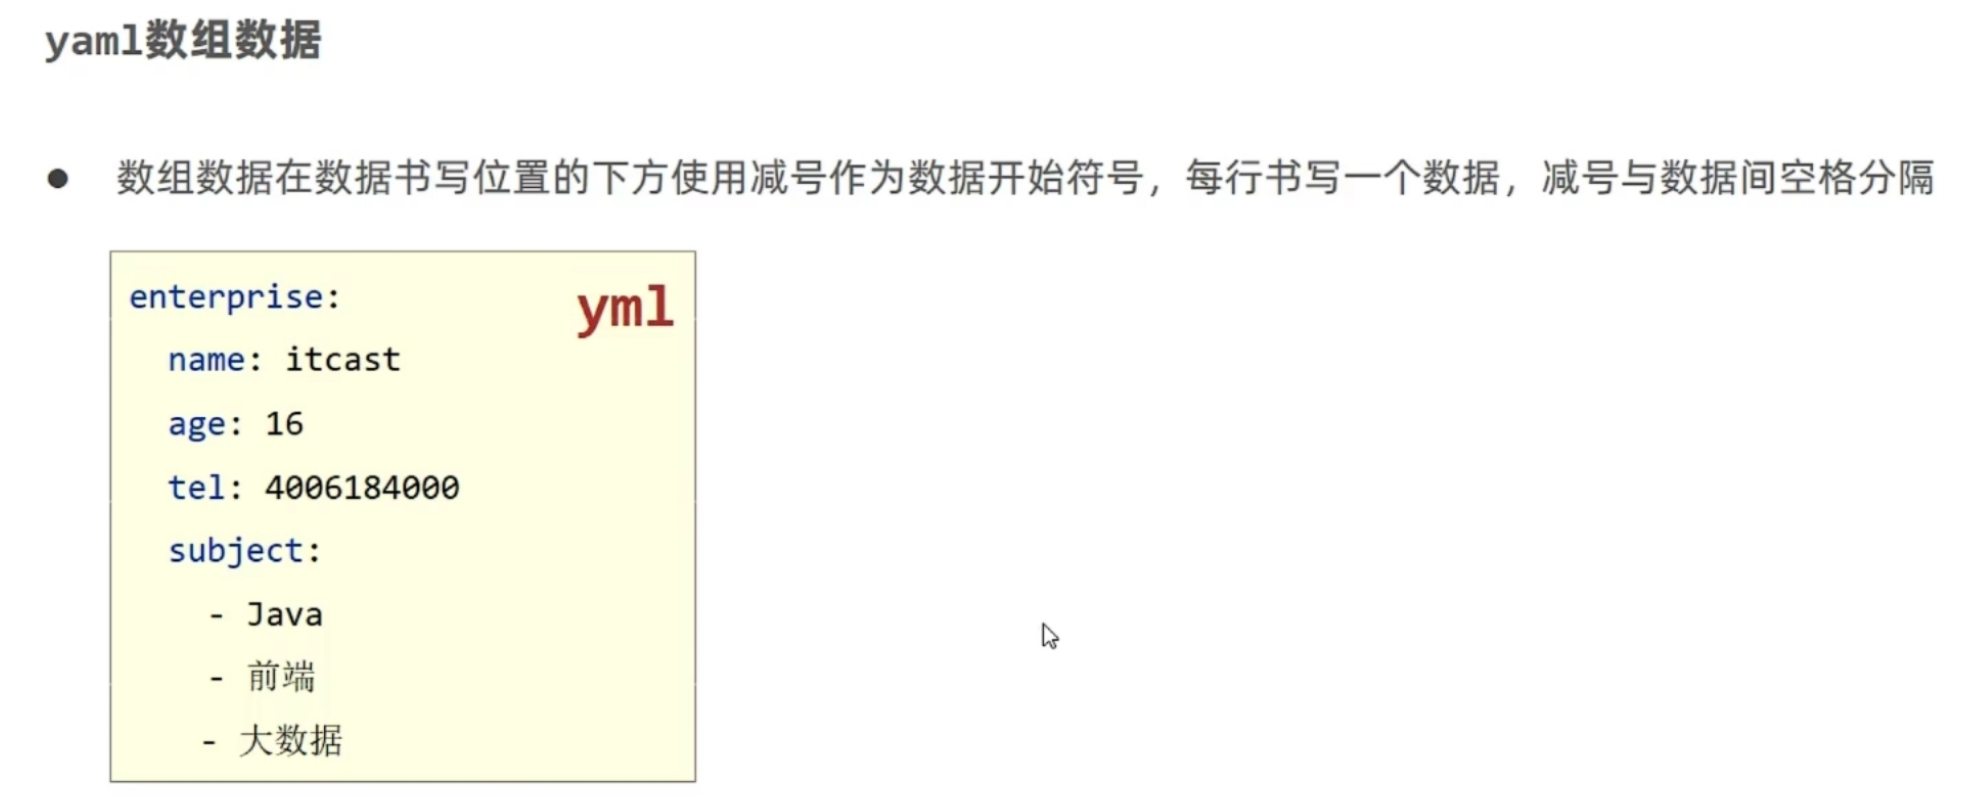 yaml数组数据
● 数组数据在数据书写位置的下方使用减号作为数据开始符号，每行书写一个数据，减号与数据间空格分隔
enterprise:
yml
name: itcast
age: 16
tel: 4006184000
subject:
- Java
- 前端
- 大数据